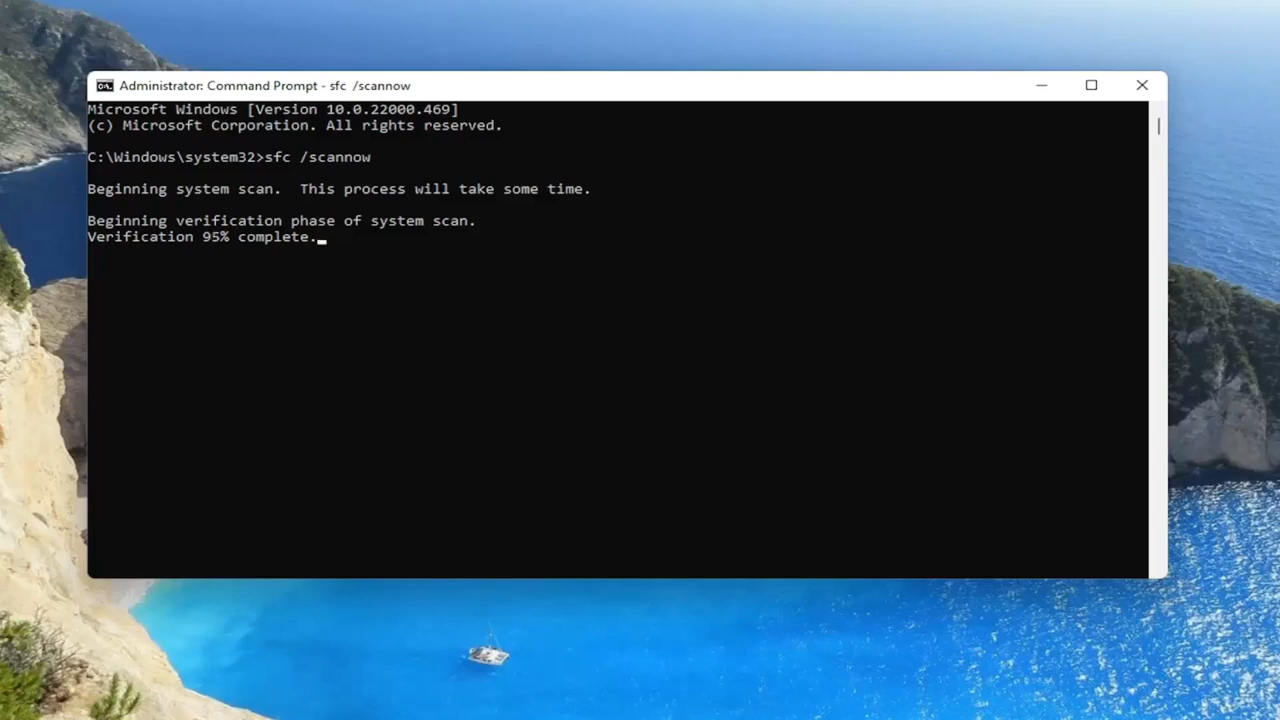 Administrator: Command Prompt - sfc  /scannow
Microsoft Windows [Version 10.0.22000.469]
(c) Microsoft Corporation. All rights reserved.
C:\Windows\system32>sfc /scannow
Beginning system scan.  This process will take some time.
Beginning verification phase of system scan.
Verification 95% complete.